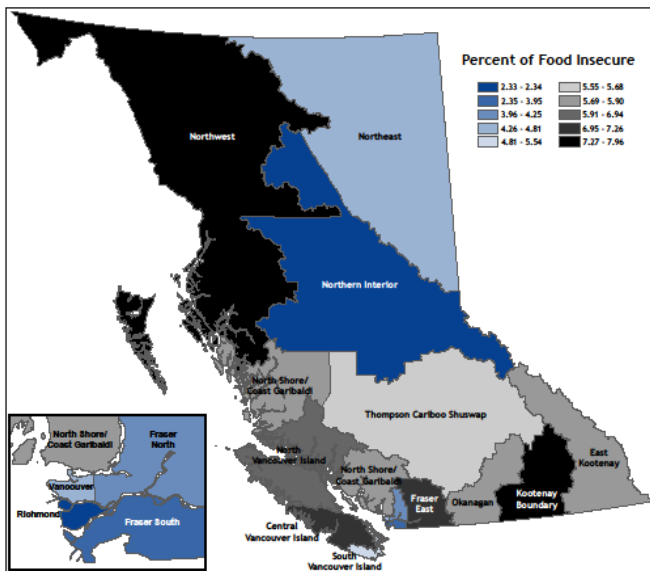 Percent of Food Insecure
2.33 - 2.34
2.35 - 3.95
3.96 - 4.25
4.26 - 4.81
4.81 - 5.54
5.55 - 5.68
5.69 - 5.90
5.91 - 6.94
6.95 - 7.26
7.27 - 7.96
Northwest
Northeast
Northern Interior
North Shore/
Coast Garibaldi
Thompson Cariboo Shuswap
North
Vancouver Island
North Shore/
Coast Garibaldi
East
Kootenay
Kootenay
Boundary
Okanagan
Fraser
East
Central
Vancouver Island
South
Vancouver Island
North Shore/
Coast Garibaldi
Fraser
North
Vancouver
Richmond
Fraser South